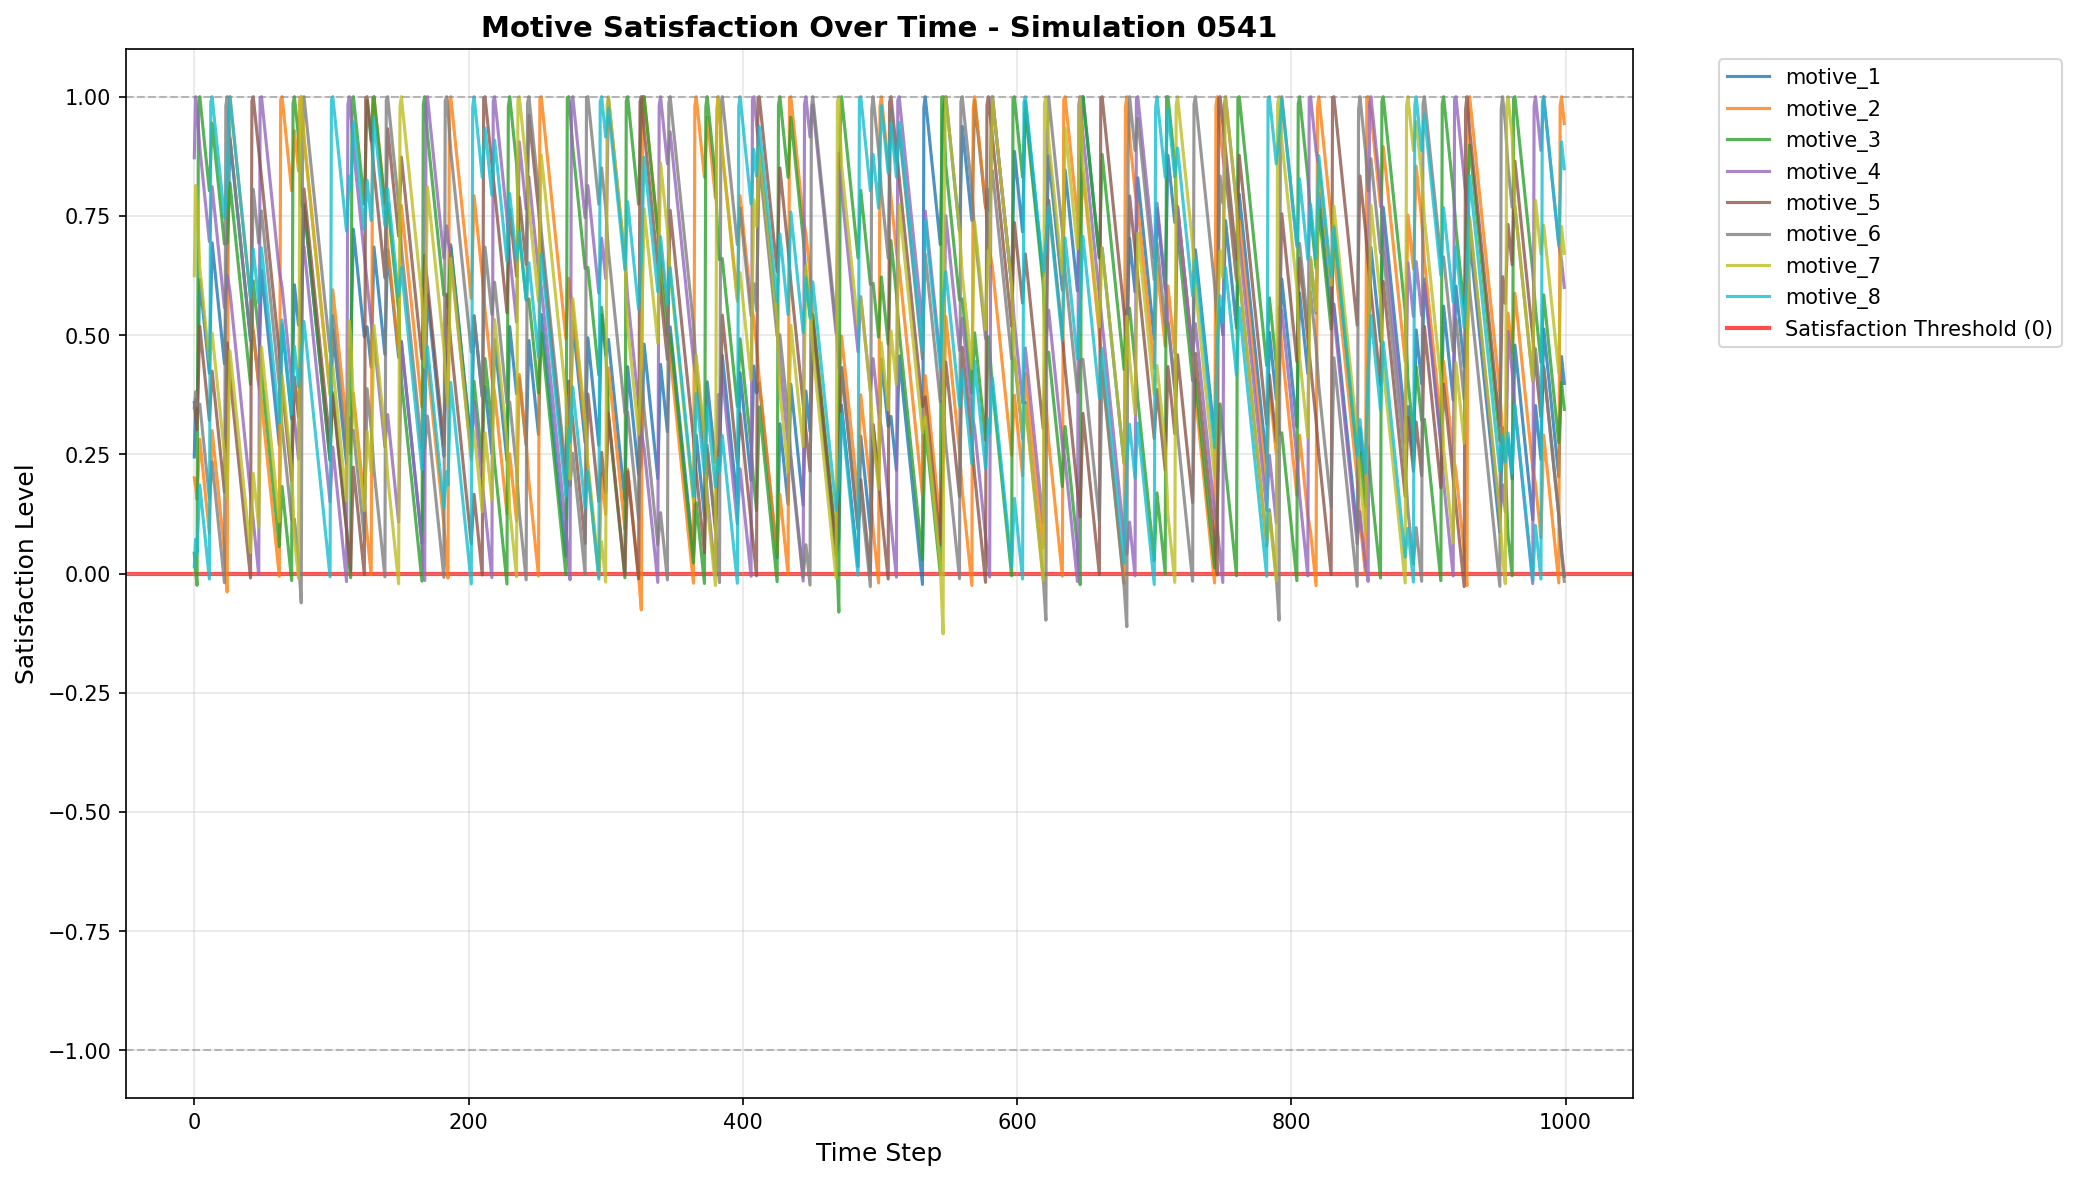 Motive Satisfaction Over Time - Simulation 0541
Satisfaction Level
1.00
0.75
0.50
0.25
0.00
−0.25
−0.50
−0.75
−1.00
0
200
400
600
800
1000
Time Step
motive_1
motive_2
motive_3
motive_4
motive_5
motive_6
motive_7
motive_8
Satisfaction Threshold (0)